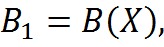 B₁ = B(X),